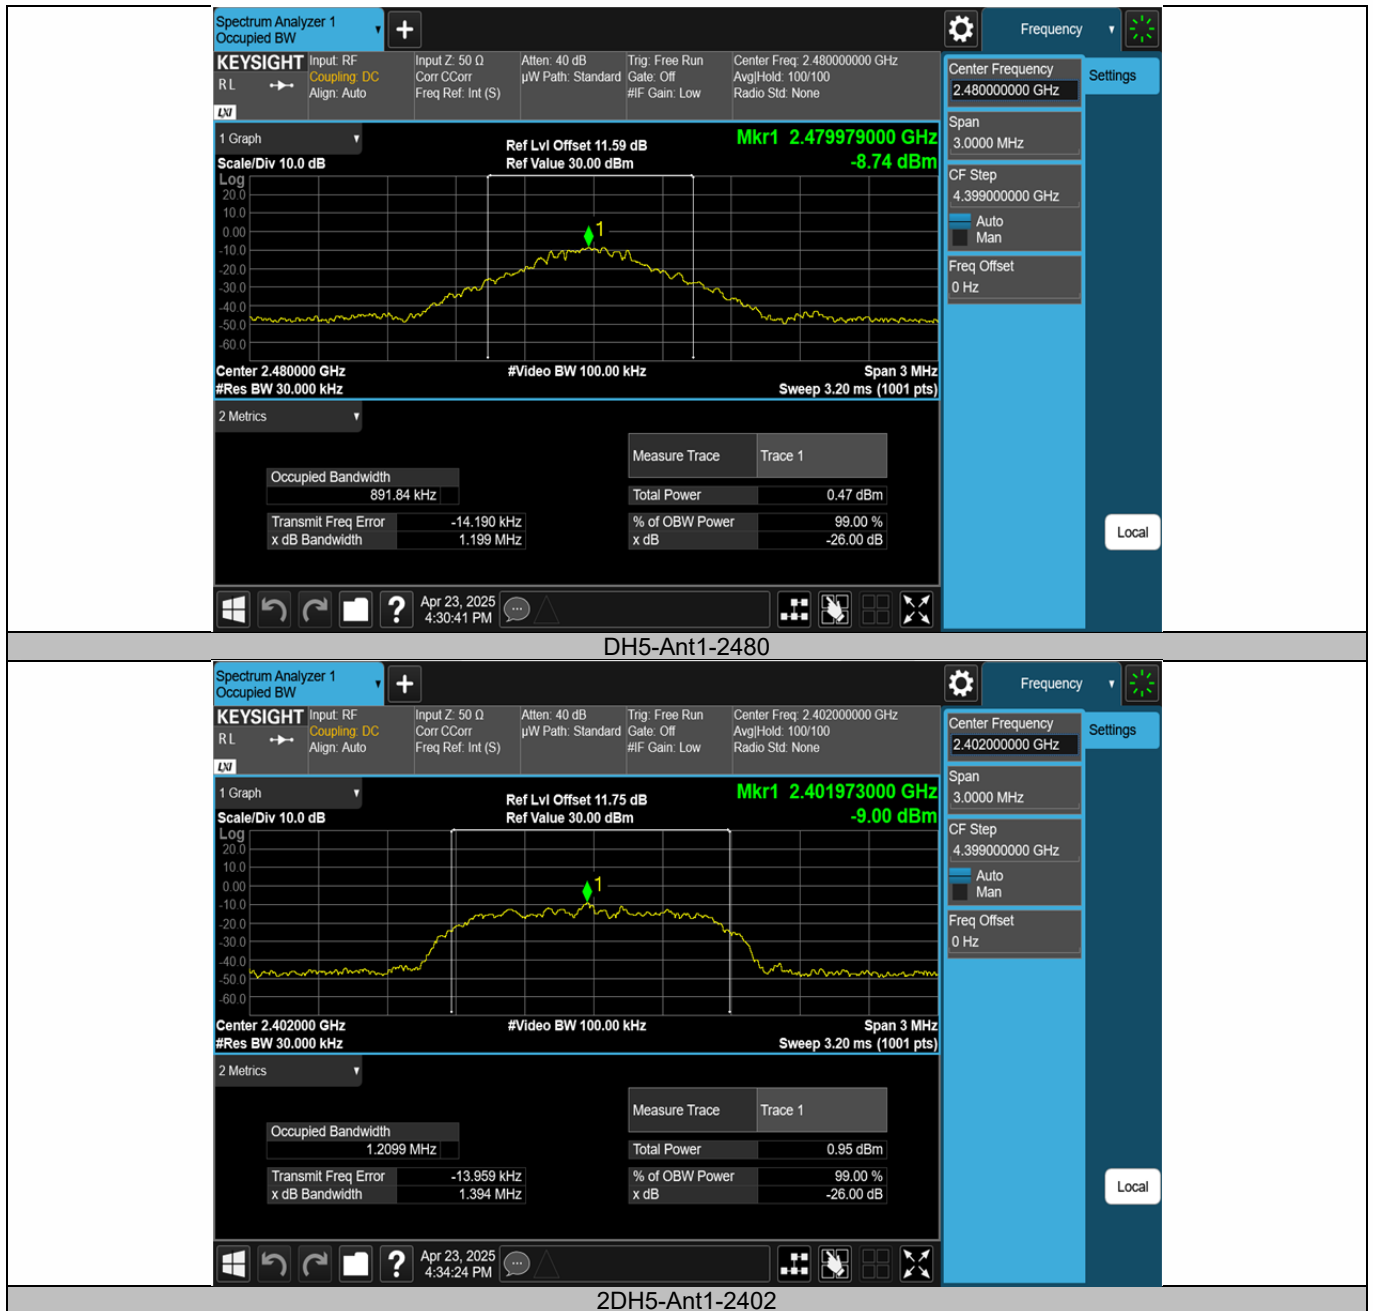 Spectrum Analyzer 1
Occupied BW
Frequency
KEYSIGHT
RL
LXI
Input: RF
Coupling: DC
Align: Auto
Input Z: 50 Ω
Corr CCorr
Freq Ref: Int (S)
Atten: 40 dB
µW Path: Standard
Trig: Free Run
Gate: Off
#IF Gain: Low
Center Freq: 2.480000000 GHz
Avg|Hold: 100/100
Radio Std: None
Center Frequency
2.480000000 GHz
Settings
Span
3.0000 MHz
CF Step
4.399000000 GHz
Auto
Man
Freq Offset
0 Hz
Local
1 Graph
Scale/Div 10.0 dB
Ref Lvl Offset 11.59 dB
Ref Value 30.00 dBm
Mkr1 2.479979000 GHz
-8.74 dBm
Log
20.0
10.0
0.00
-10.0
-20.0
-30.0
-40.0
-50.0
-60.0
1
Center 2.480000 GHz
#Video BW 100.00 kHz
Span 3 MHz
#Res BW 30.000 kHz
Sweep 3.20 ms (1001 pts)
2 Metrics
Measure Trace Trace 1
Occupied Bandwidth
891.84 kHz
Total Power 0.47 dBm
Transmit Freq Error -14.190 kHz
% of OBW Power 99.00 %
x dB Bandwidth 1.199 MHz
x dB -26.00 dB
?
Apr 23, 2025
4:30:41 PM
DH5-Ant1-2480
Spectrum Analyzer 1
Occupied BW
Frequency
KEYSIGHT
RL
LXI
Input: RF
Coupling: DC
Align: Auto
Input Z: 50 Ω
Corr CCorr
Freq Ref: Int (S)
Atten: 40 dB
µW Path: Standard
Trig: Free Run
Gate: Off
#IF Gain: Low
Center Freq: 2.402000000 GHz
Avg|Hold: 100/100
Radio Std: None
Center Frequency
2.402000000 GHz
Settings
Span
3.0000 MHz
CF Step
4.399000000 GHz
Auto
Man
Freq Offset
0 Hz
Local
1 Graph
Scale/Div 10.0 dB
Ref Lvl Offset 11.75 dB
Ref Value 30.00 dBm
Mkr1 2.401973000 GHz
-9.00 dBm
Log
20.0
10.0
0.00
-10.0
-20.0
-30.0
-40.0
-50.0
-60.0
1
Center 2.402000 GHz
#Video BW 100.00 kHz
Span 3 MHz
#Res BW 30.000 kHz
Sweep 3.20 ms (1001 pts)
2 Metrics
Measure Trace Trace 1
Occupied Bandwidth
1.2099 MHz
Total Power 0.95 dBm
Transmit Freq Error -13.959 kHz
% of OBW Power 99.00 %
x dB Bandwidth 1.394 MHz
x dB -26.00 dB
?
Apr 23, 2025
4:34:24 PM
2DH5-Ant1-2402